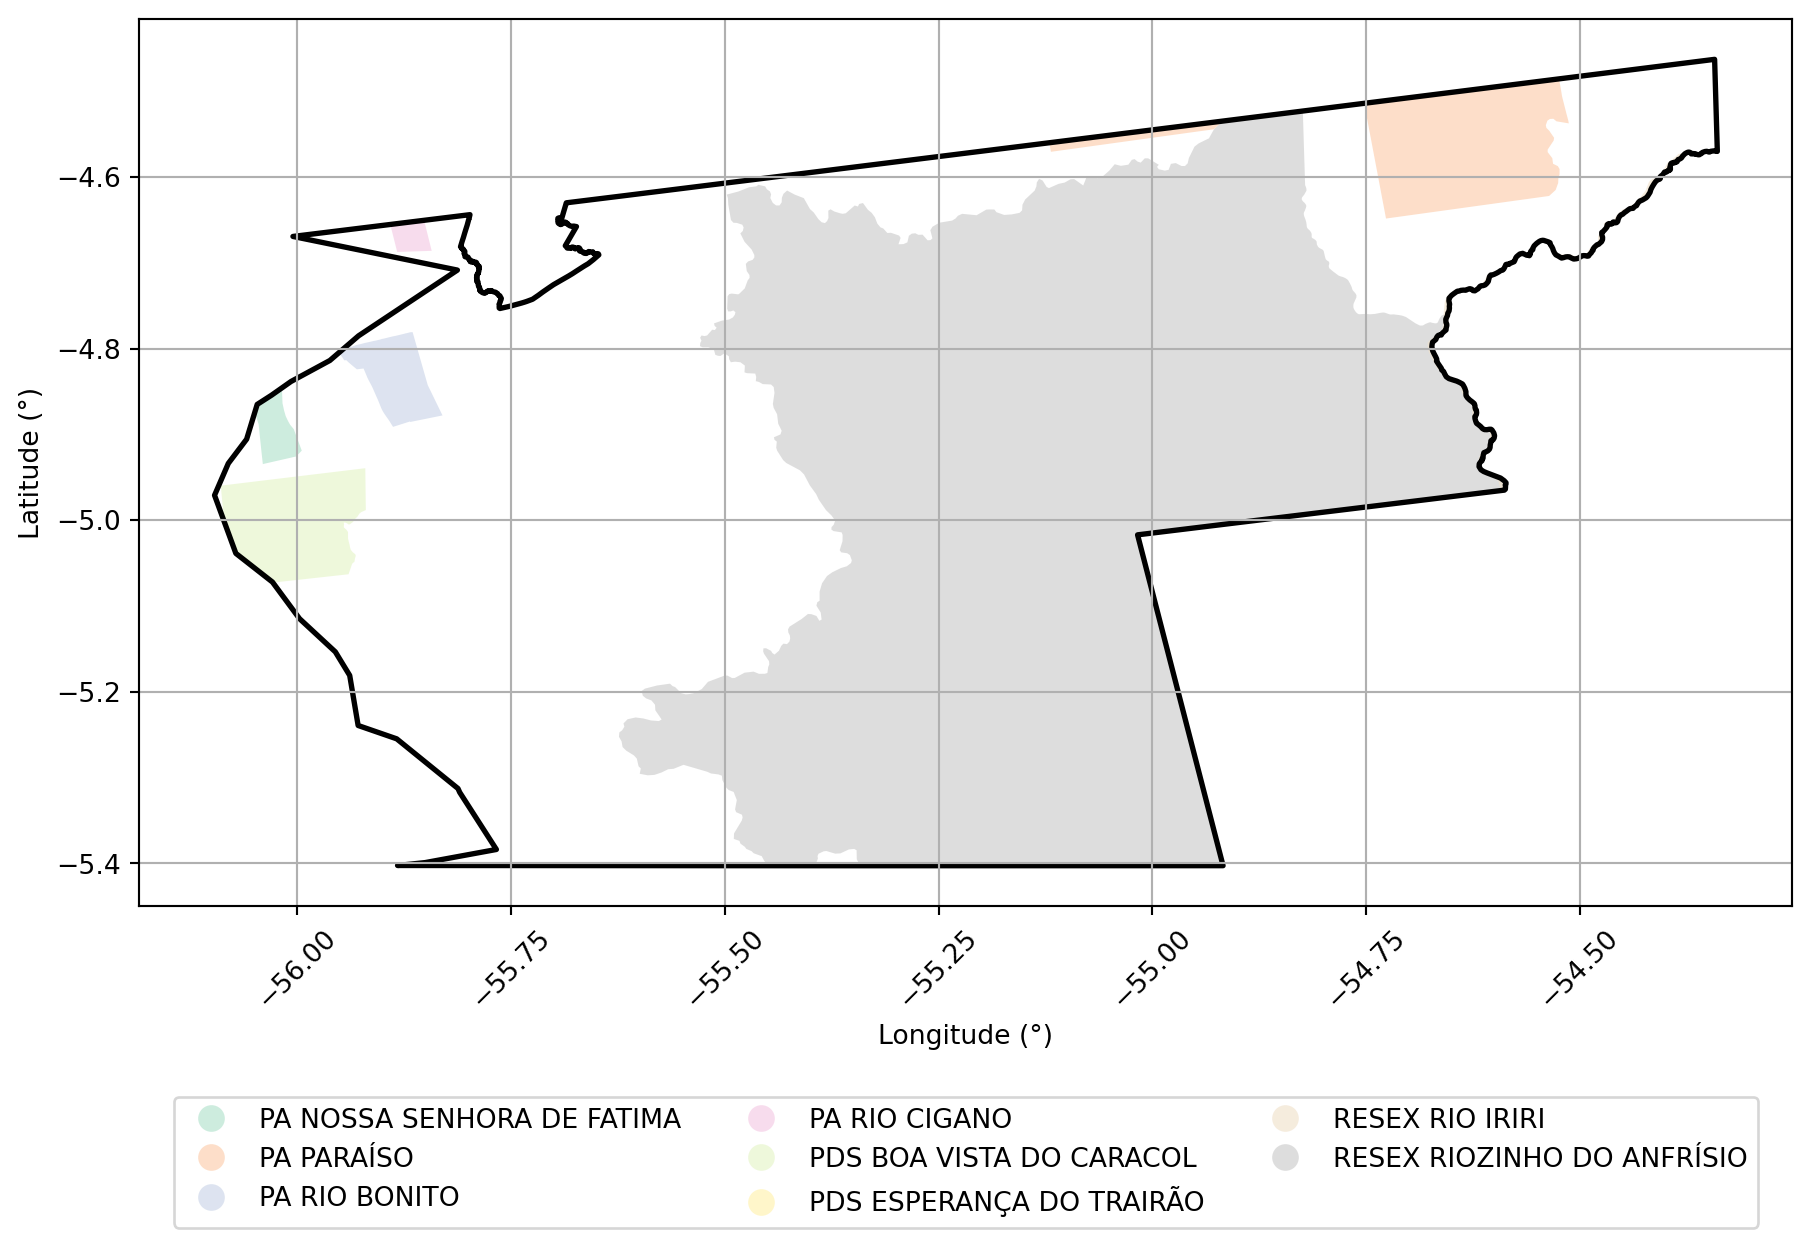 −4.6
−4.8
−5.0
−5.2
−5.4
Latitude (°)
−56.00
−55.75
−55.50
−55.25
−55.00
−54.75
−54.50
Longitude (°)
PA NOSSA SENHORA DE FATIMA
PA PARAÍSO
PA RIO BONITO
PA RIO CIGANO
PDS BOA VISTA DO CARACOL
PDS ESPERANÇA DO TRAIRÃO
RESEX RIO IRIRI
RESEX RIOZINHO DO ANFRÍSIO